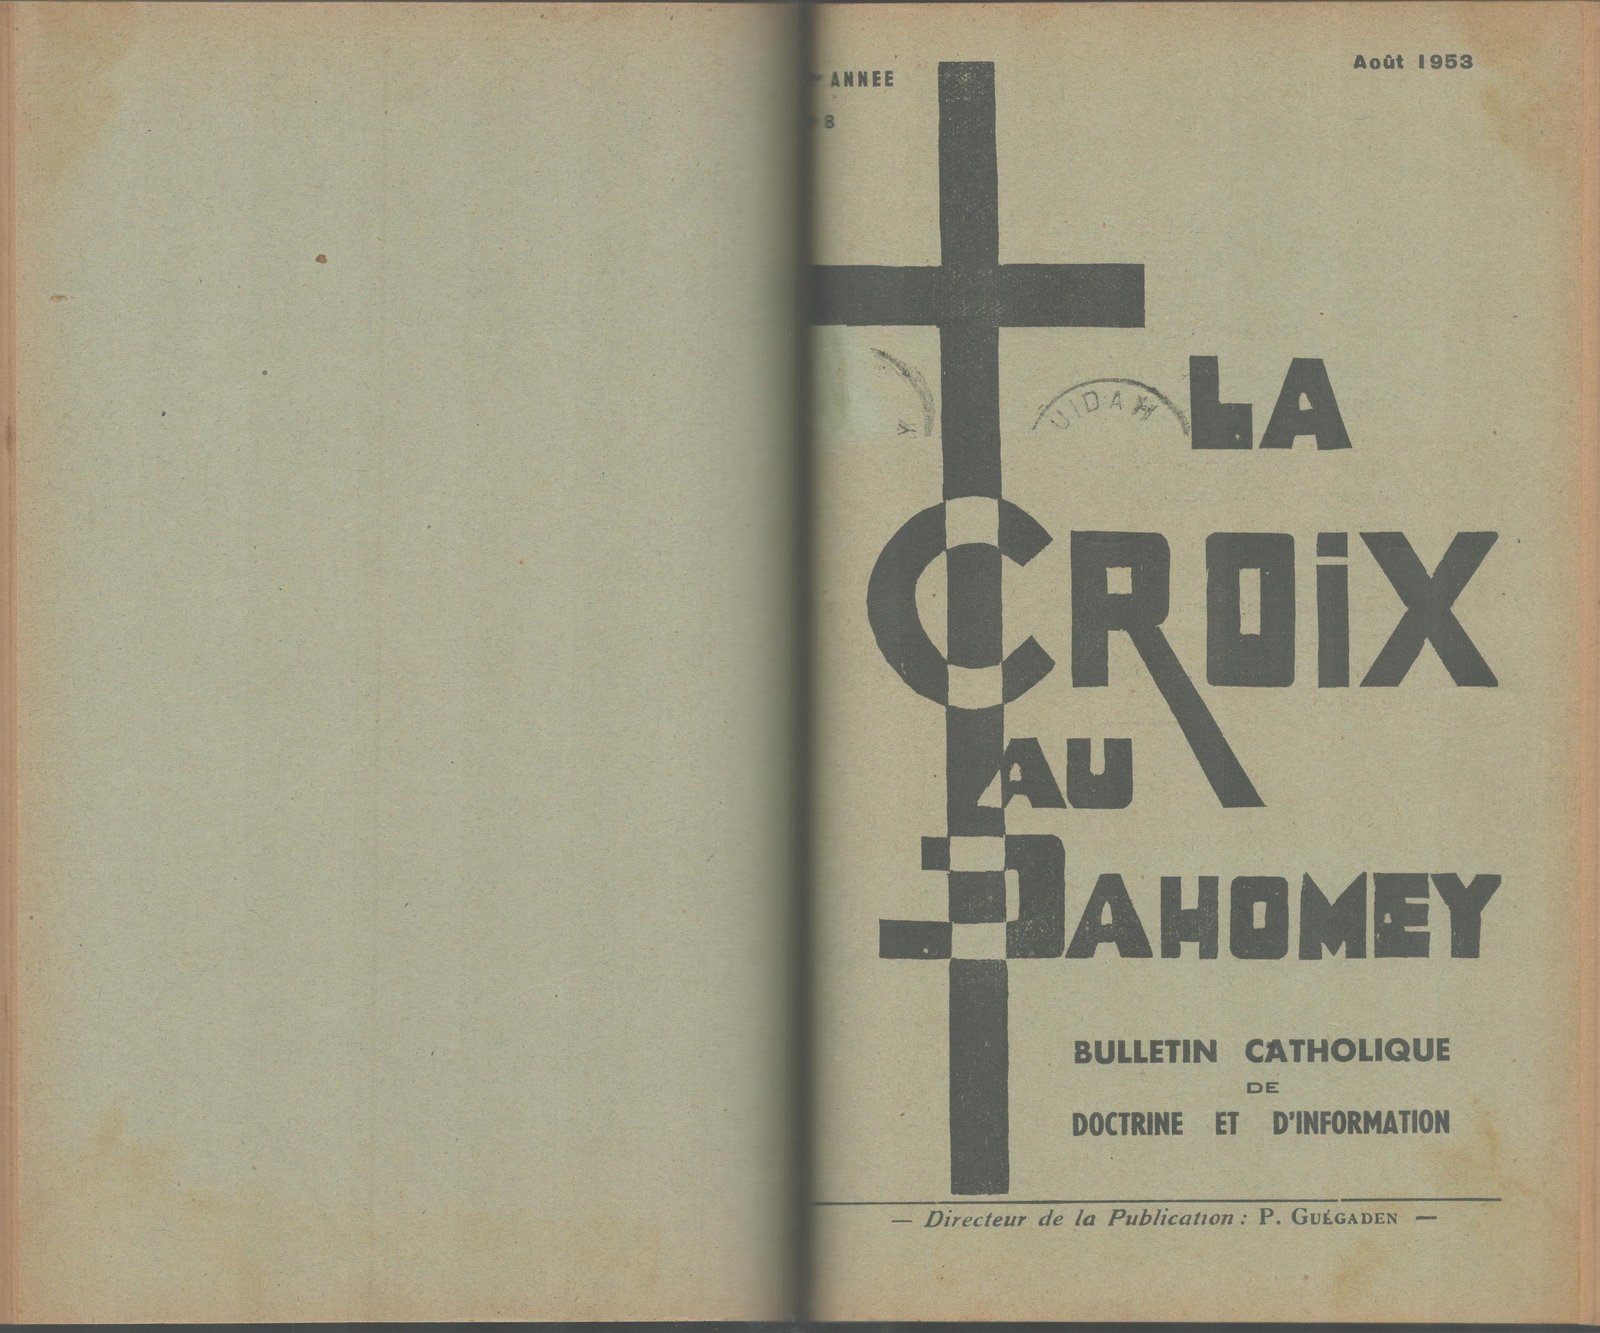 ANNEE
Août 1953
8
UIDAH
LA
CROiX
AU
DAHOMEY
BULLETIN CATHOLIQUE
DE
DOCTRINE ET D'INFORMATION
— Directeur de la Publication : P. GUÉGADEN —